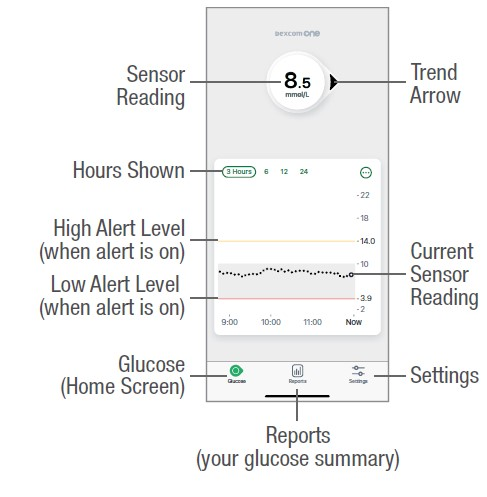 Dexcom ONE
Sensor
Reading
8.5
mmol/L
Trend
Arrow
Hours Shown
3 Hours 6 12 24
22
18
High Alert Level
(when alert is on)
14.0
10
Current
Sensor
Reading
Low Alert Level
(when alert is on)
3.9
2
9:00 10:00 11:00 Now
Glucose
(Home Screen)
Glucose
Reports
Settings
Settings
Reports
(your glucose summary)